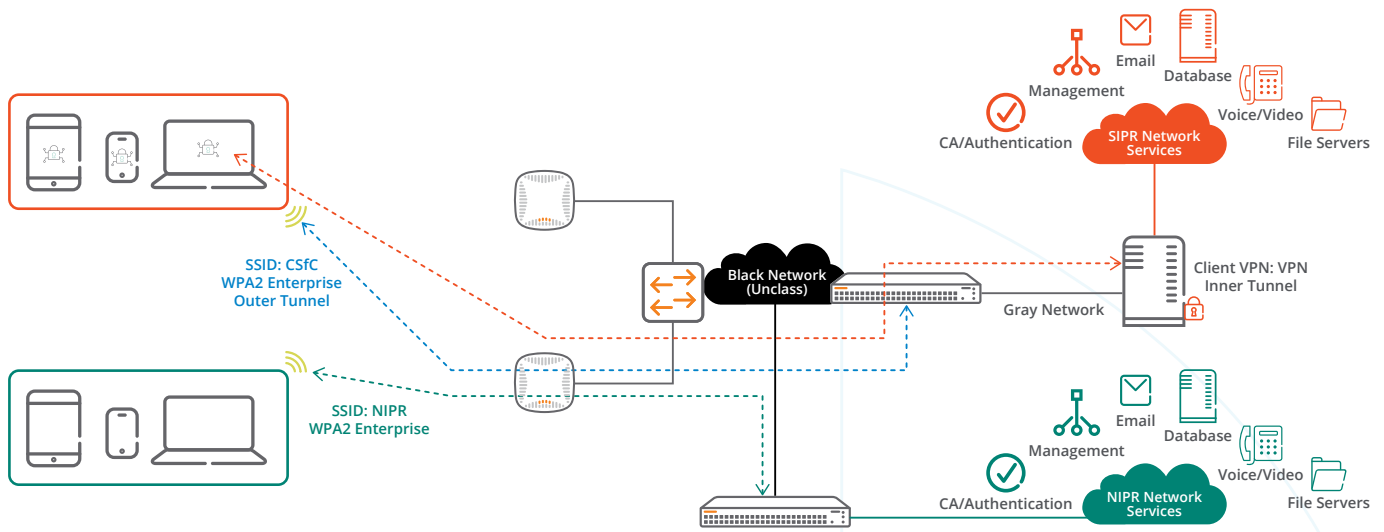 Email
Database
Management
Voice/Video
CA/Authentication
File Servers
SIPR Network
Services
SSID: CSfC
WPA2 Enterprise
Outer Tunnel
Black Network
(Unclass)
Client VPN: VPN
Inner Tunnel
Gray Network
SSID: NIPR
WPA2 Enterprise
Email
Database
Management
Voice/Video
CA/Authentication
File Servers
NIPR Network
Services